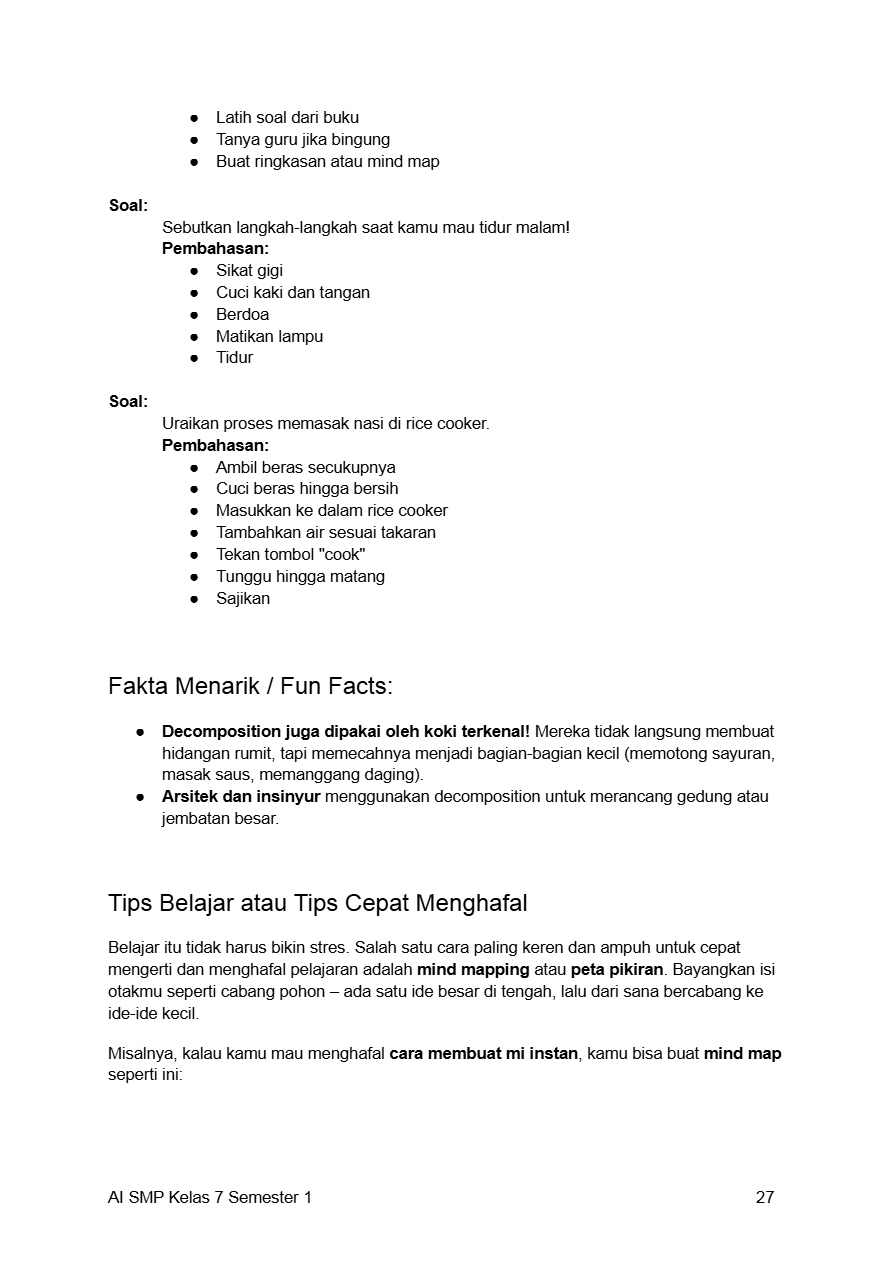 ● Latih soal dari buku
● Tanya guru jika bingung
● Buat ringkasan atau mind map
Soal:
Sebutkan langkah-langkah saat kamu mau tidur malam!
Pembahasan:
● Sikat gigi
● Cuci kaki dan tangan
● Berdoa
● Matikan lampu
● Tidur
Soal:
Uraikan proses memasak nasi di rice cooker.
Pembahasan:
● Ambil beras secukupnya
● Cuci beras hingga bersih
● Masukkan ke dalam rice cooker
● Tambahkan air sesuai takaran
● Tekan tombol "cook"
● Tunggu hingga matang
● Sajikan
Fakta Menarik / Fun Facts:
● Decomposition juga dipakai oleh koki terkenal! Mereka tidak langsung membuat
hidangan rumit, tapi memecahnya menjadi bagian-bagian kecil (memotong sayuran,
masak saus, memanggang daging).
● Arsitek dan insinyur menggunakan decomposition untuk merancang gedung atau
jembatan besar.
Tips Belajar atau Tips Cepat Menghafal
Belajar itu tidak harus bikin stres. Salah satu cara paling keren dan ampuh untuk cepat
mengerti dan menghafal pelajaran adalah mind mapping atau peta pikiran. Bayangkan isi
otakmu seperti cabang pohon – ada satu ide besar di tengah, lalu dari sana bercabang ke
ide-ide kecil.
Misalnya, kalau kamu mau menghafal cara membuat mi instan, kamu bisa buat mind map
seperti ini:
AI SMP Kelas 7 Semester 1 27